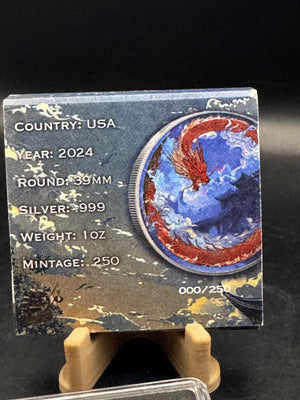 Country: USA
Year: 2024
Round: 39mm
Silver: .999
Weight: 1oz
Mintage: 250
000/250